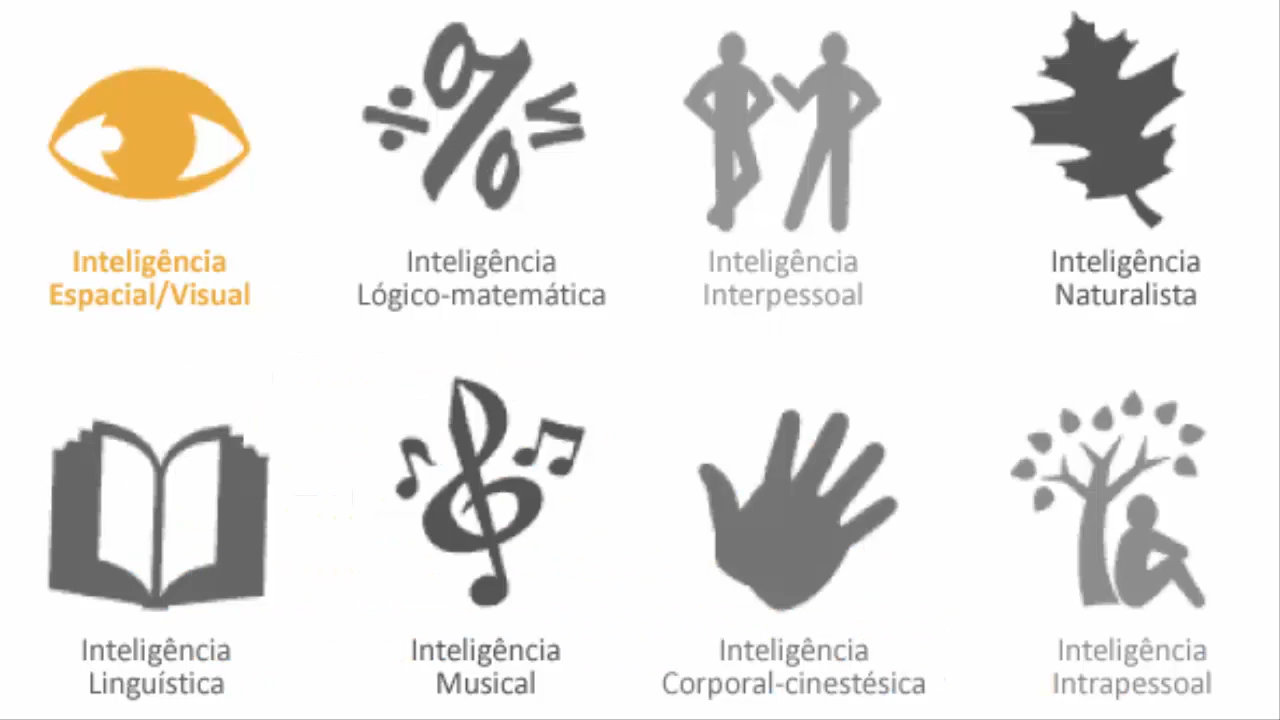 Inteligência
Espacial/Visual
Inteligência
Lógico-matemática
Inteligência
Interpessoal
Inteligência
Naturalista
Inteligência
Linguística
Inteligência
Musical
Inteligência
Corporal-cinestésica
Inteligência
Intrapessoal